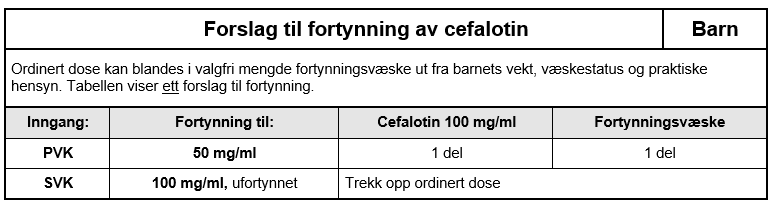 Forslag til fortynning av cefalotin Barn
Ordinert dose kan blandes i valgfri mengde fortynningsvæske ut fra barnets vekt, væskestatus og praktiske
hensyn. Tabellen viser ett forslag til fortynning.
Inngang: Fortynning til: Cefalotin 100 mg/ml Fortynningsvæske
PVK 50 mg/ml 1 del 1 del
SVK 100 mg/ml, ufortynnet Trekk opp ordinert dose